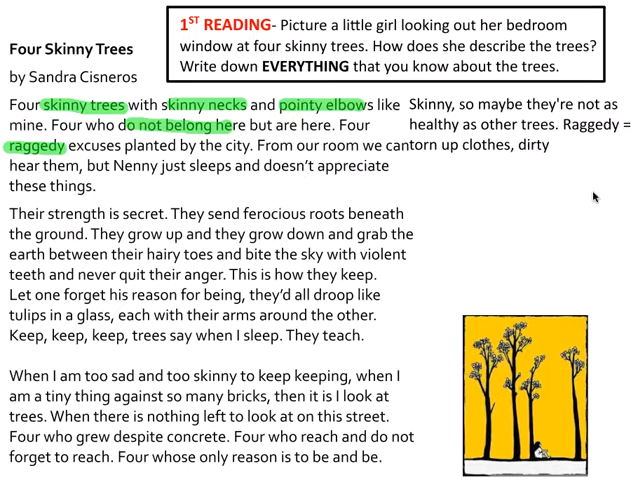 1ST READING- Picture a little girl looking out her bedroom
window at four skinny trees. How does she describe the trees?
Write down EVERYTHING that you know about the trees.
Four Skinny Trees
by Sandra Cisneros
Four skinny trees with skinny necks and pointy elbows like
mine. Four who do not belong here but are here. Four
raggedy excuses planted by the city. From our room we can
hear them, but Nenny just sleeps and doesn't appreciate
these things.
Skinny, so maybe they're not as
healthy as other trees. Raggedy =
torn up clothes, dirty
Their strength is secret. They send ferocious roots beneath
the ground. They grow up and they grow down and grab the
earth between their hairy toes and bite the sky with violent
teeth and never quit their anger. This is how they keep.
Let one forget his reason for being, they'd all droop like
tulips in a glass, each with their arms around the other.
Keep, keep, keep, trees say when I sleep. They teach.
When I am too sad and too skinny to keep keeping, when I
am a tiny thing against so many bricks, then it is I look at
trees. When there is nothing left to look at on this street.
Four who grew despite concrete. Four who reach and do not
forget to reach. Four whose only reason is to be and be.